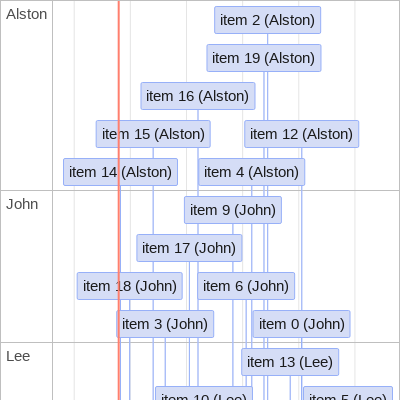 Alston
item 2 (Alston)
item 19 (Alston)
item 16 (Alston)
item 15 (Alston)
item 12 (Alston)
item 14 (Alston)
item 4 (Alston)
John
item 9 (John)
item 17 (John)
item 18 (John)
item 6 (John)
item 3 (John)
item 0 (John)
Lee
item 13 (Lee)
item 10 (Lee)
item 5 (Lee)